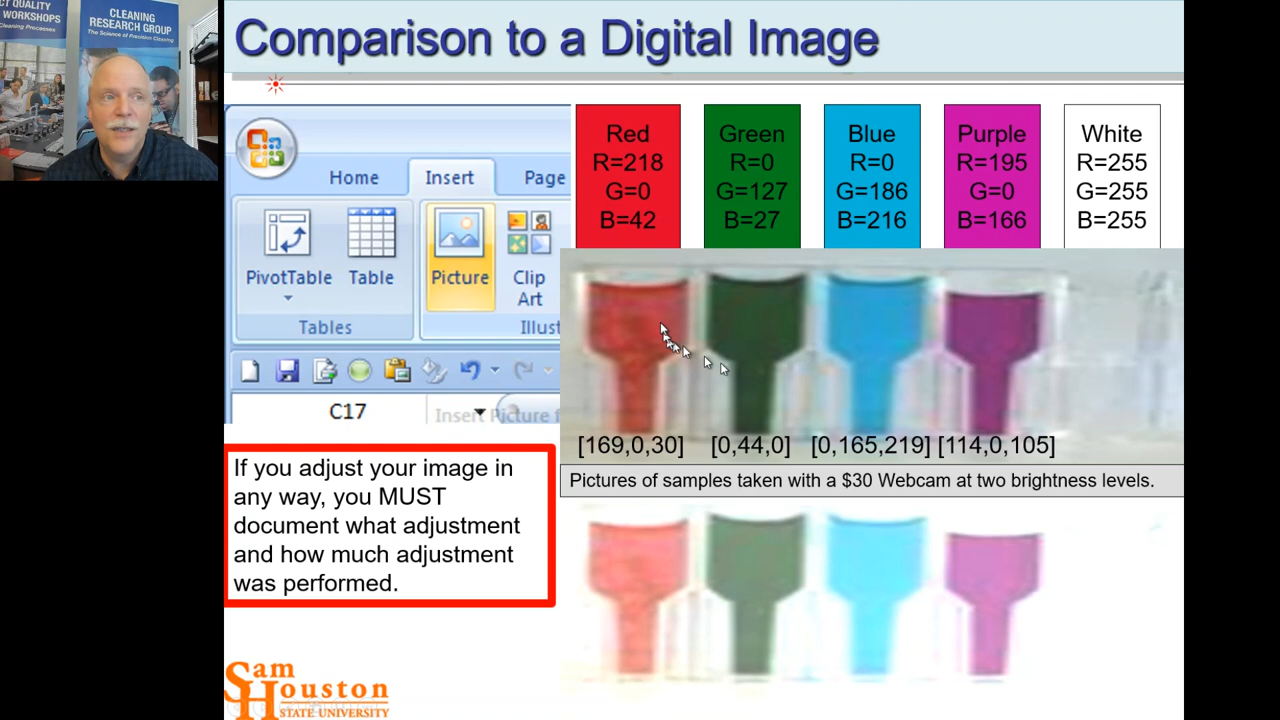 CT QUALITY
WORKSHOPS
Cleaning Processes
CLEANING
RESEARCH GROUP
The Science of Precision Cleaning
Comparison to a Digital Image
Home Insert Page
PivotTable Table Picture Clip
Art
Tables Illust
C17 Insert Picture f
Red
R=218
G=0
B=42
Green
R=0
G=127
B=27
Blue
R=0
G=186
B=216
Purple
R=195
G=0
B=166
White
R=255
G=255
B=255
[169,0,30] [0,44,0] [0,165,219] [114,0,105]
Pictures of samples taken with a $30 Webcam at two brightness levels.
If you adjust your image in
any way, you MUST
document what adjustment
and how much adjustment
was performed.
Sam
Houston
STATE UNIVERSITY